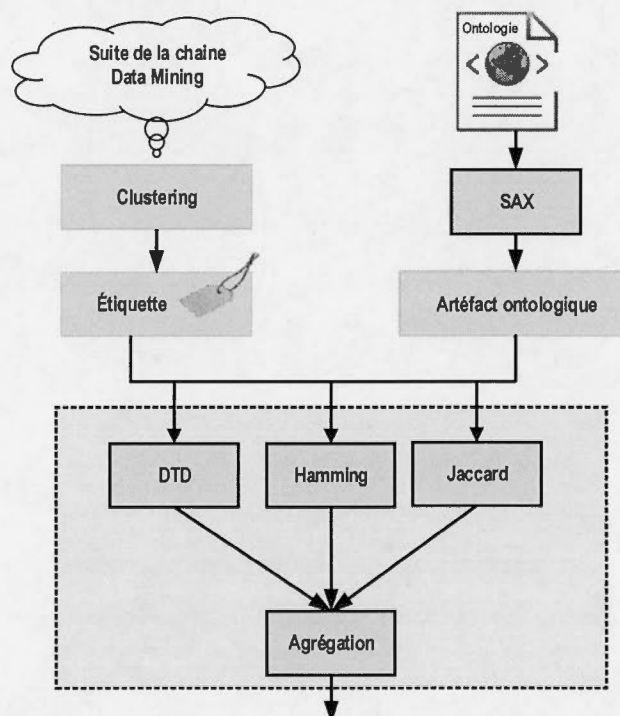 Suite de la chaine
Data Mining
Ontologie
Clustering
SAX
Étiquette
Artéfact ontologique
DTD
Hamming
Jaccard
Agrégation